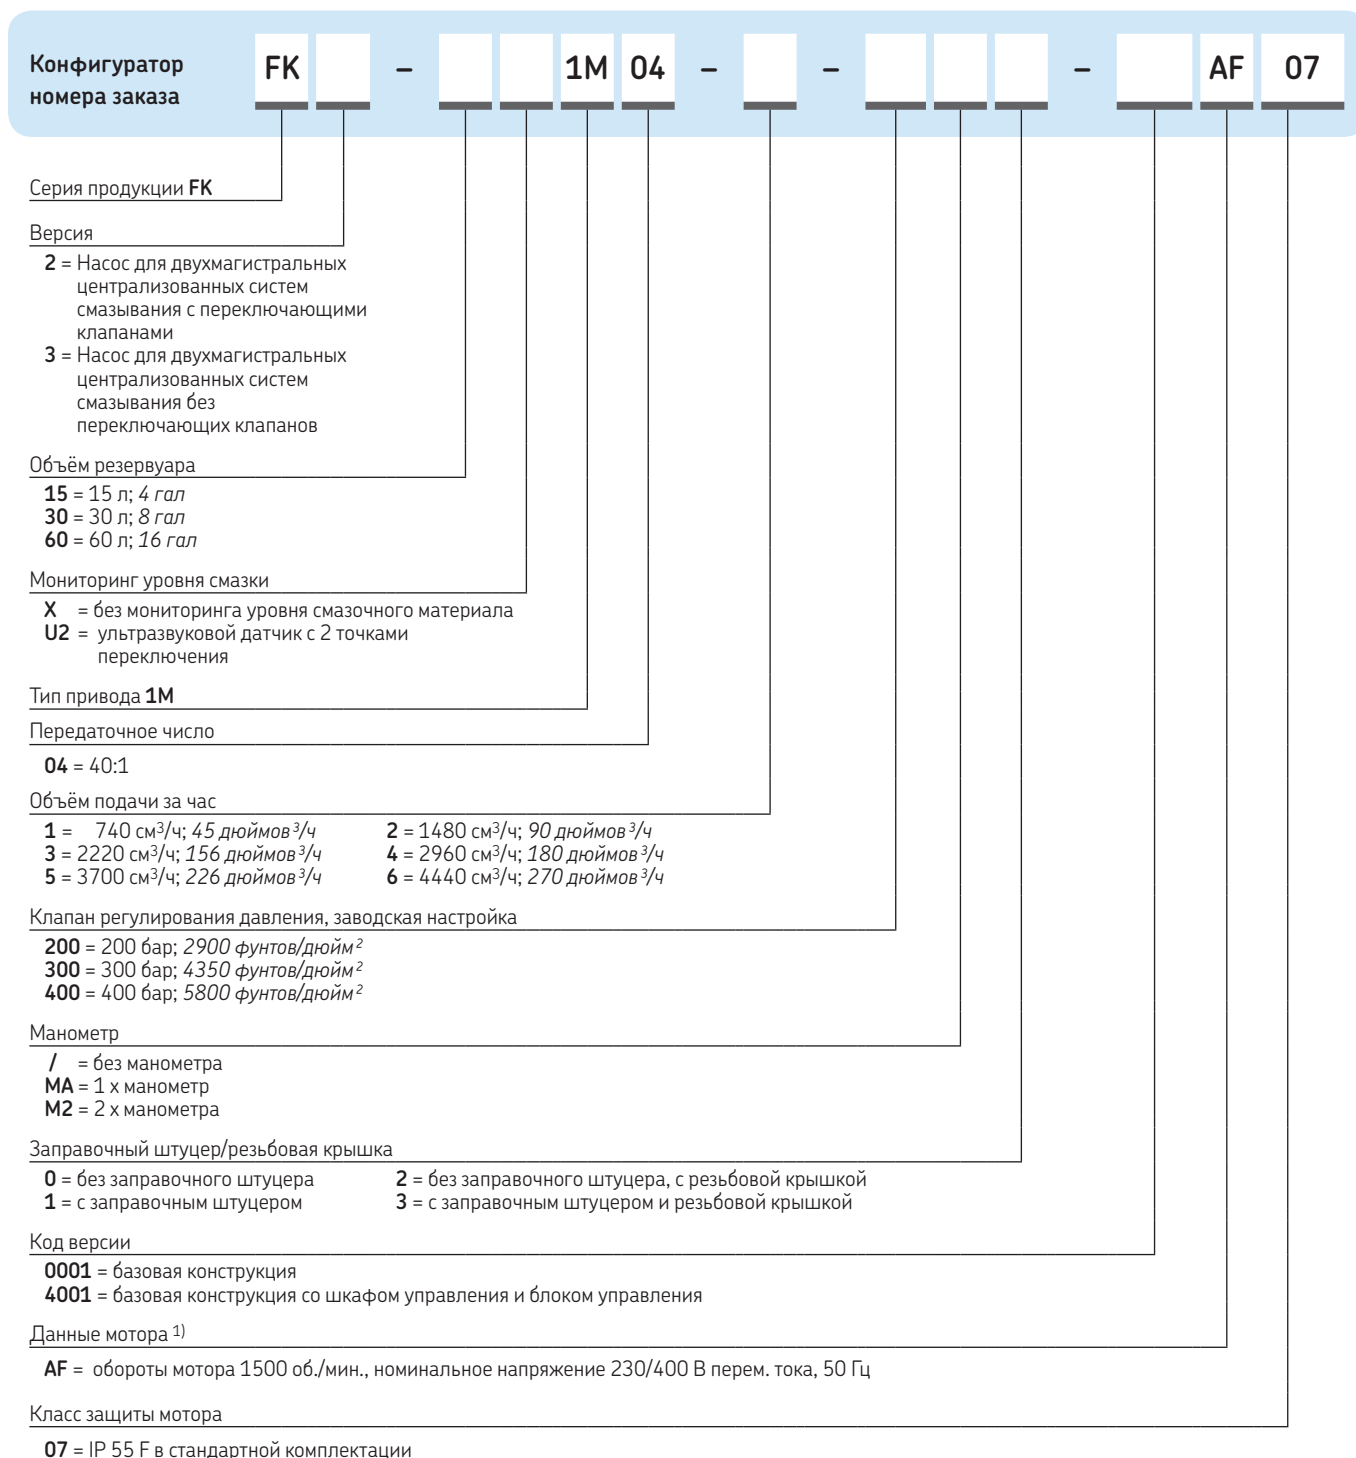 Конфигуратор
номера заказа
FK – 1M 04 – – – AF 07
Серия продукции FK
Версия
2 = Насос для двухмагистральных
централизованных систем
смазывания с переключающими
клапанами
3 = Насос для двухмагистральных
централизованных систем
смазывания без
переключающих клапанов
Объём резервуара
15 = 15 л; 4 гал
30 = 30 л; 8 гал
60 = 60 л; 16 гал
Мониторинг уровня смазки
X = без мониторинга уровня смазочного материала
U2 = ультразвуковой датчик с 2 точками
переключения
Тип привода 1M
Передаточное число
04 = 40:1
Объём подачи за час
1 = 740 см³/ч; 45 дюймов³/ч 2 = 1480 см³/ч; 90 дюймов³/ч
3 = 2220 см³/ч; 156 дюймов³/ч 4 = 2960 см³/ч; 180 дюймов³/ч
5 = 3700 см³/ч; 226 дюймов³/ч 6 = 4440 см³/ч; 270 дюймов³/ч
Клапан регулирования давления, заводская настройка
200 = 200 бар; 2900 фунтов/дюйм²
300 = 300 бар; 4350 фунтов/дюйм²
400 = 400 бар; 5800 фунтов/дюйм²
Манометр
/ = без манометра
MA = 1 x манометр
M2 = 2 x манометра
Заправочный штуцер/резьбовая крышка
0 = без заправочного штуцера 2 = без заправочного штуцера, с резьбовой крышкой
1 = с заправочным штуцером 3 = с заправочным штуцером и резьбовой крышкой
Код версии
0001 = базовая конструкция
4001 = базовая конструкция со шкафом управления и блоком управления
Данные мотора 1)
AF = обороты мотора 1500 об./мин., номинальное напряжение 230/400 В перем. тока, 50 Гц
Класс защиты мотора
07 = IP 55 F в стандартной комплектации